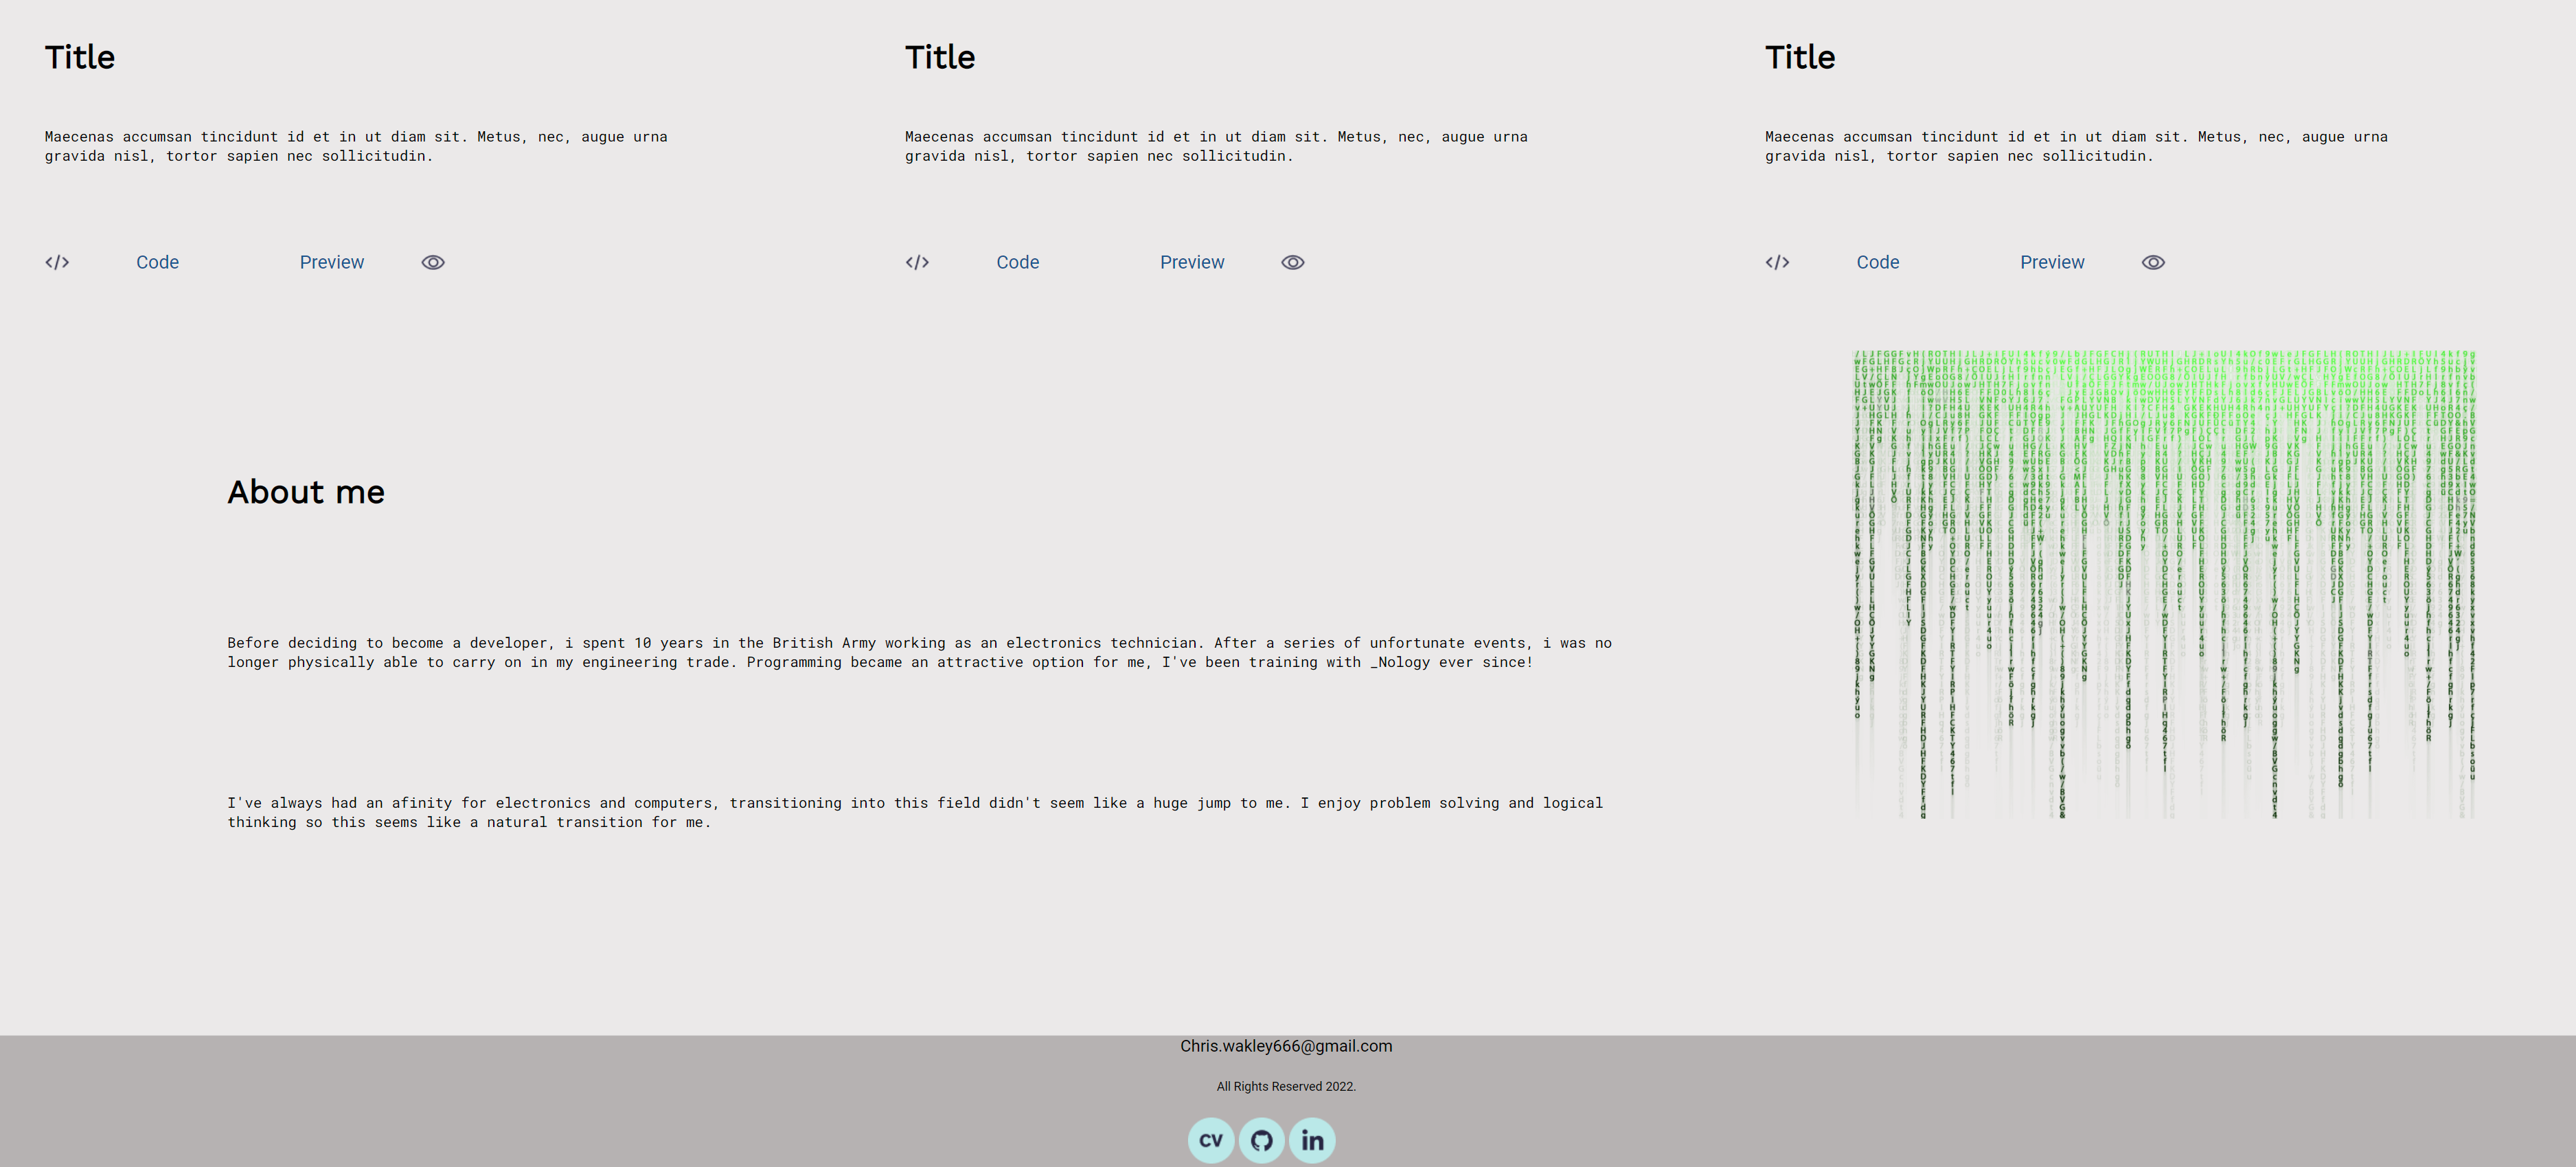 Title
Title
Title
Maecenas accumsan tincidunt id et in ut diam sit. Metus, nec, augue urna
gravida nisl, tortor sapien nec sollicitudin.
Maecenas accumsan tincidunt id et in ut diam sit. Metus, nec, augue urna
gravida nisl, tortor sapien nec sollicitudin.
Maecenas accumsan tincidunt id et in ut diam sit. Metus, nec, augue urna
gravida nisl, tortor sapien nec sollicitudin.
</> Code Preview
</> Code Preview
</> Code Preview
About me
Before deciding to become a developer, i spent 10 years in the British Army working as an electronics technician. After a series of unfortunate events, i was no
longer physically able to carry on in my engineering trade. Programming became an attractive option for me, I've been training with _Nology ever since!
I've always had an afinity for electronics and computers, transitioning into this field didn't seem like a huge jump to me. I enjoy problem solving and logical
thinking so this seems like a natural transition for me.
Chris.wakley666@gmail.com
All Rights Reserved 2022.
CV
in